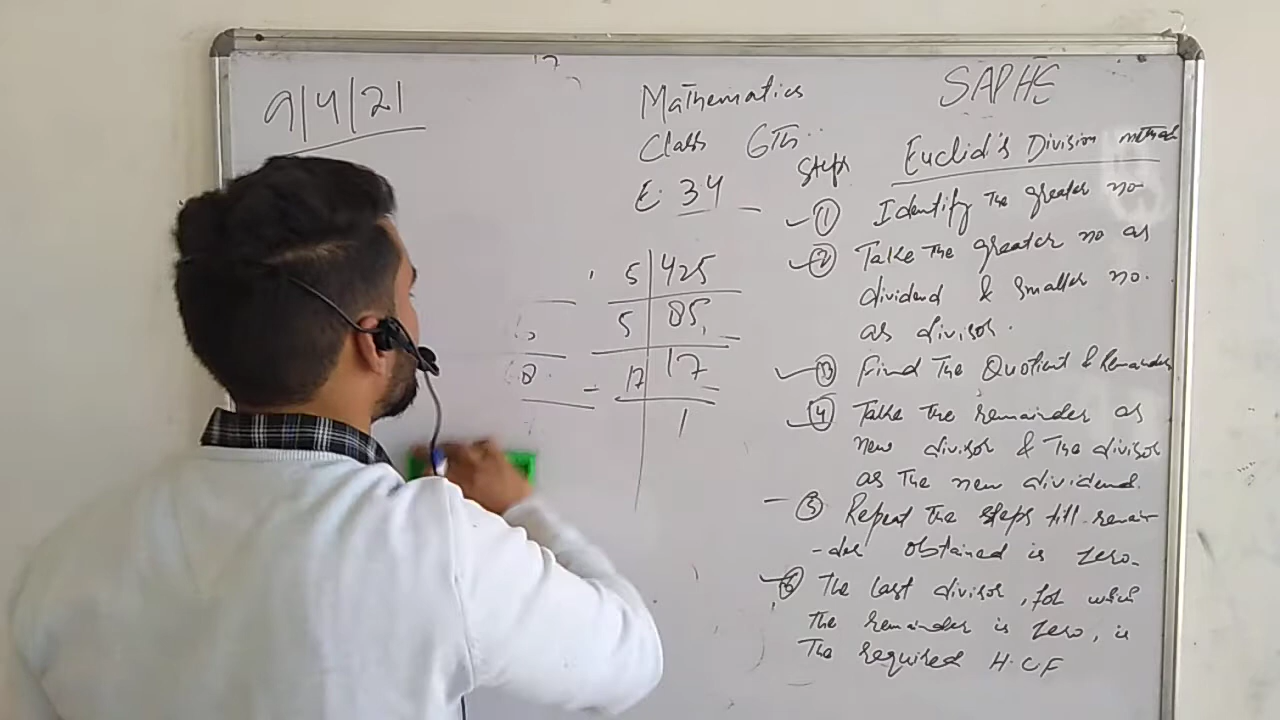 9/4/21
Mathematics
Class 6Th
E: 34
5 | 425
5 | 85
17 | 17
1
SAPHE
Euclid's Division method
Steps
① Identify The greater no
② Take The greater no as
dividend & smaller no.
as divisor.
③ Find The Quotient & Remainder
④ Take The remainder as
new divisor & The divisor
as The new dividend.
⑤ Repeat The steps till remain
-der obtained is zero.
⑥ The last divisor, for which
The remainder is zero, is
The required H.C.F